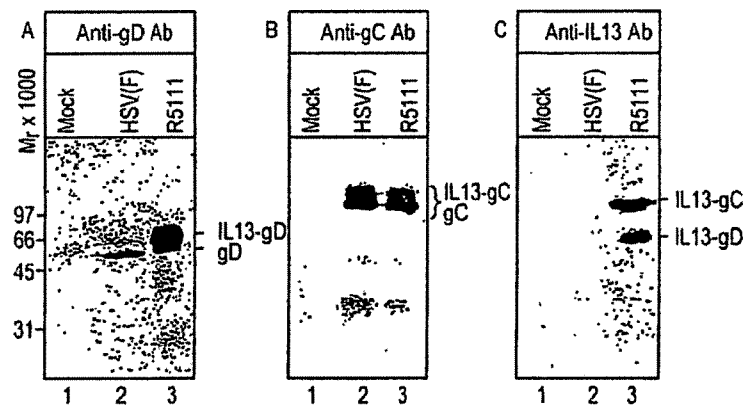 A
Anti-gD Ab
Mock
HSV(F)
R5111
Mr x 1000
97
66
45
31
IL13-gD
gD
1 2 3
B
Anti-gC Ab
Mock
HSV(F)
R5111
IL13-gC
gC
1 2 3
C
Anti-IL13 Ab
Mock
HSV(F)
R5111
IL13-gC
IL13-gD
1 2 3